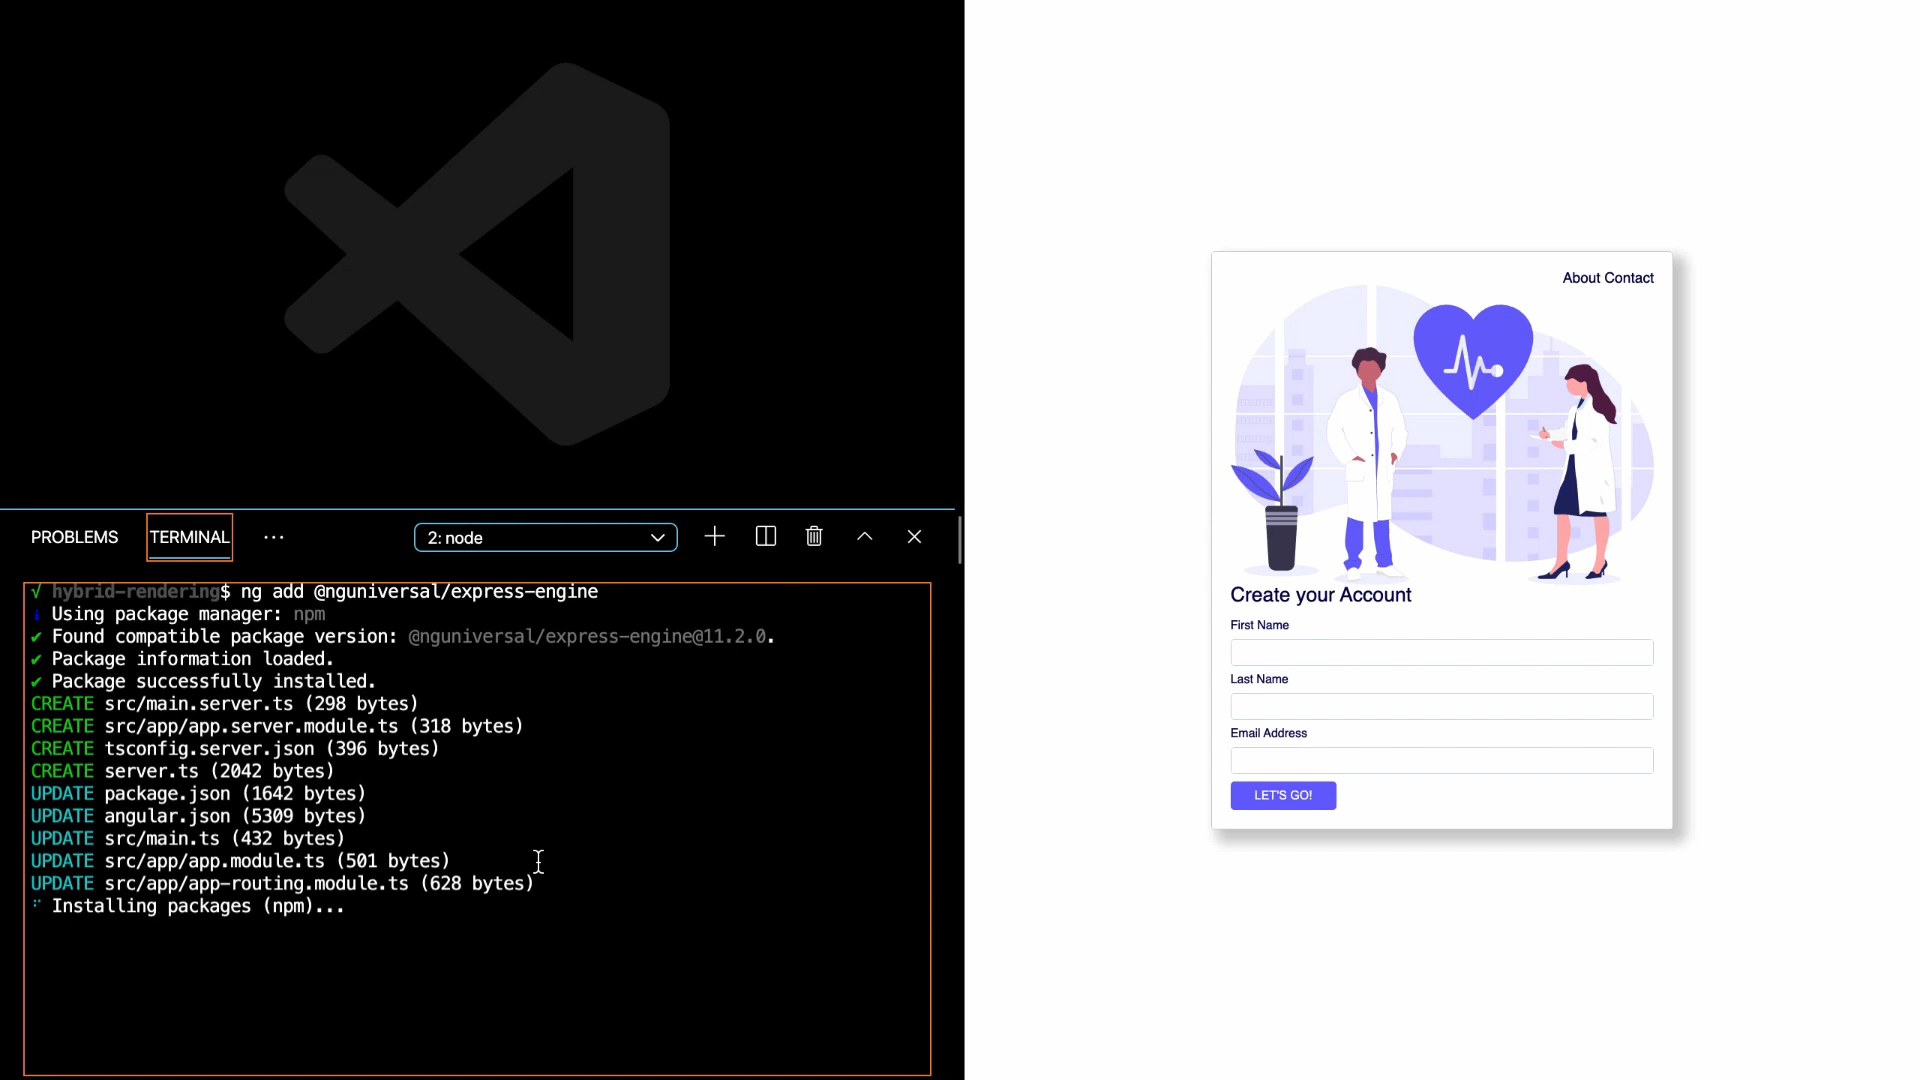 PROBLEMS
TERMINAL
...
2: node
√ hybrid-rendering$ ng add @nguniversal/express-engine
i Using package manager: npm
✔ Found compatible package version: @nguniversal/express-engine@11.2.0.
✔ Package information loaded.
✔ Package successfully installed.
CREATE src/main.server.ts (298 bytes)
CREATE src/app/app.server.module.ts (318 bytes)
CREATE tsconfig.server.json (396 bytes)
CREATE server.ts (2042 bytes)
UPDATE package.json (1642 bytes)
UPDATE angular.json (5309 bytes)
UPDATE src/main.ts (432 bytes)
UPDATE src/app/app.module.ts (501 bytes)
UPDATE src/app/app-routing.module.ts (628 bytes)
Installing packages (npm)...
About Contact
Create your Account
First Name
Last Name
Email Address
LET'S GO!